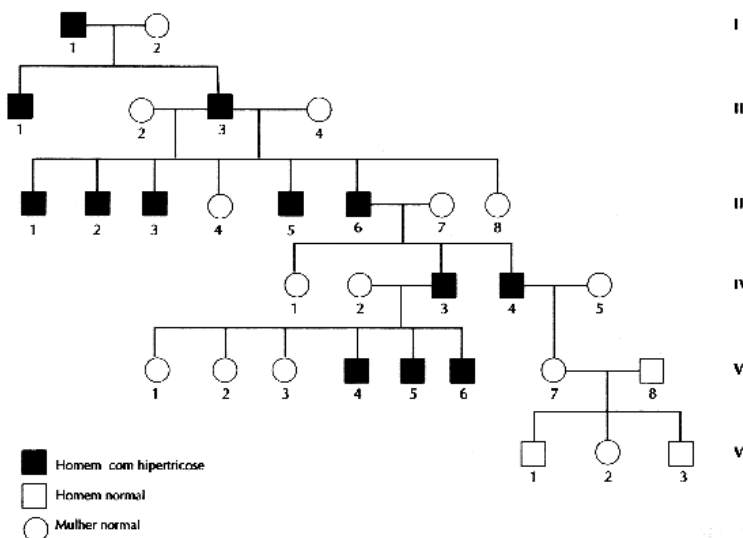 I
1 2
II
1 2 3 4
II
1 2 3 4 5 6 7 8
IV
1 2 3 4 5
V
1 2 3 4 5 6 7 8
V
1 2 3
Homem com hipertricose
Homem normal
Mulher normal